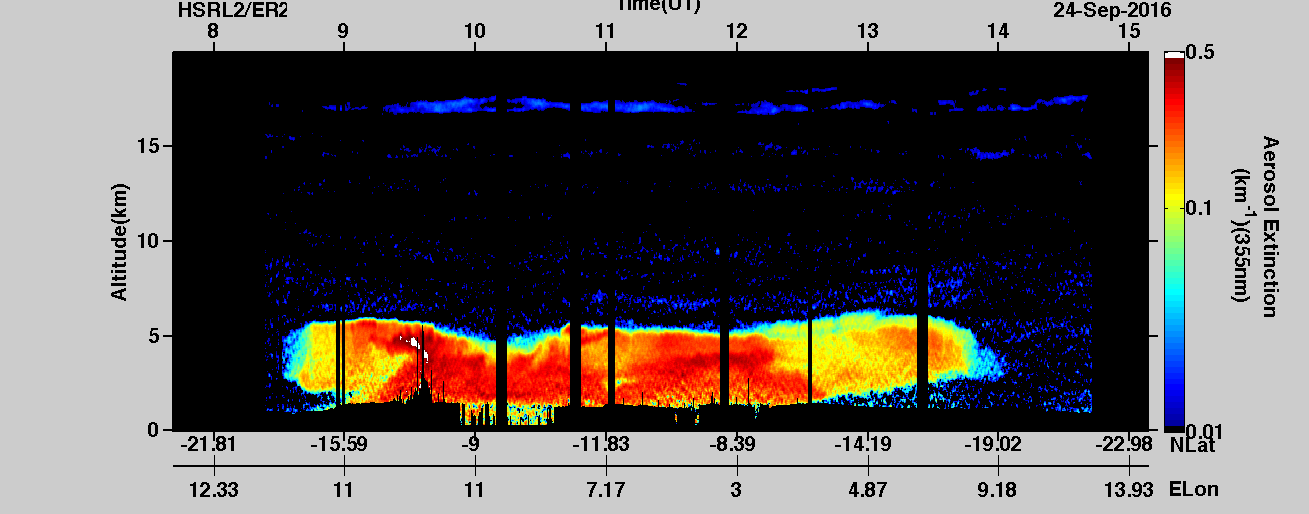 HSRL2/ER2 Time(UT) 24-Sep-2016
8 9 10 11 12 13 14 15
0.5
15
10
5
0
Altitude(km)
0.1
0.01
Aerosol Extinction
(km-1)(355nm)
-21.81 -15.59 -9 -11.83 -8.39 -14.19 -19.02 -22.98 NLat
12.33 11 11 7.17 3 4.87 9.18 13.93 ELon